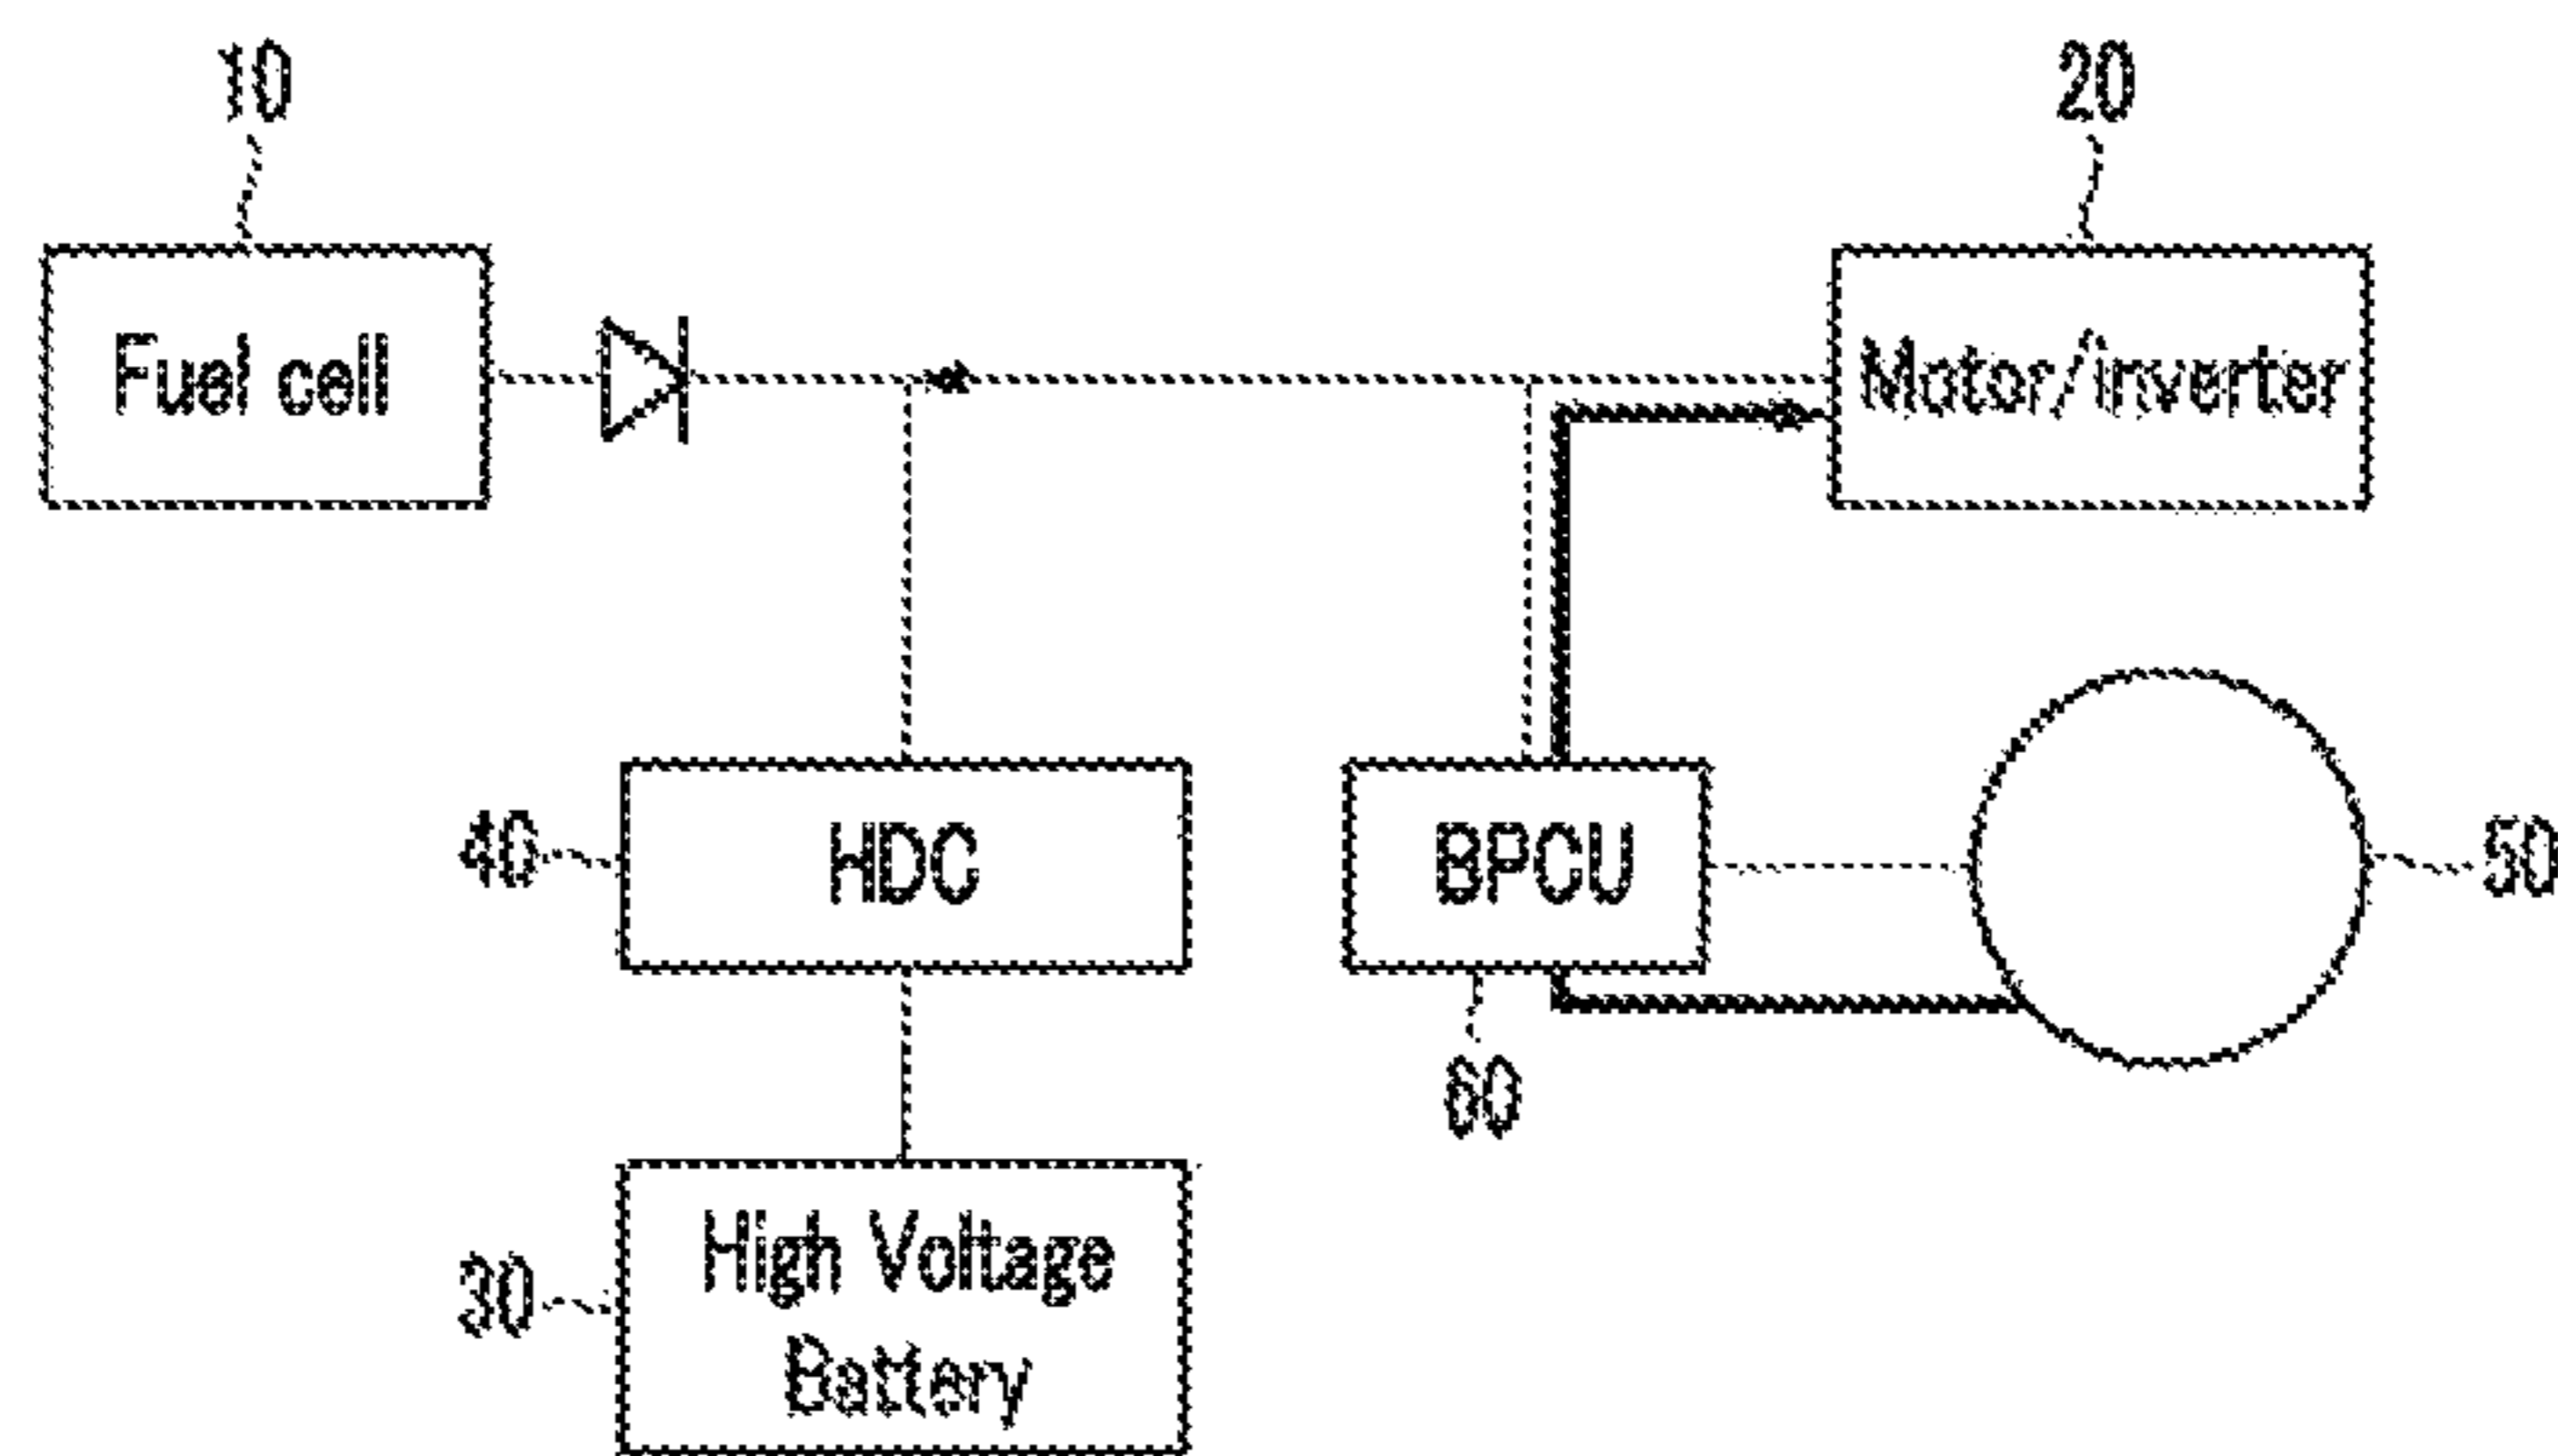 10
20
Fuel cell
Motor/inverter
40
HDC
BPCU
50
60
30
High Voltage
Battery